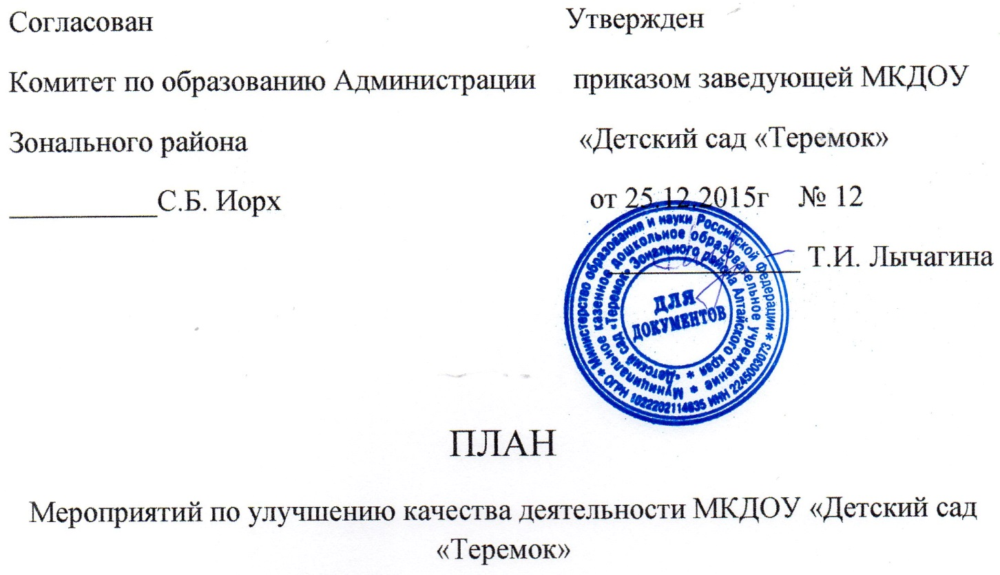 Согласован
Комитет по образованию Администрации
Зонального района
___________С.Б. Иорх
Утвержден
приказом заведующей МКДОУ
«Детский сад «Теремок»
от 25.12.2015г № 12
______________ Т.И. Лычагина
* Министерство образования и науки Российской Федерации * ОГРН 1022202114835 ИНН 2245003073
* Муниципальное казенное дошкольное образовательное учреждение
* «Детский сад «Теремок» Зонального района Алтайского края
ДЛЯ
ДОКУМЕНТОВ
ПЛАН
Мероприятий по улучшению качества деятельности МКДОУ «Детский сад
«Теремок»